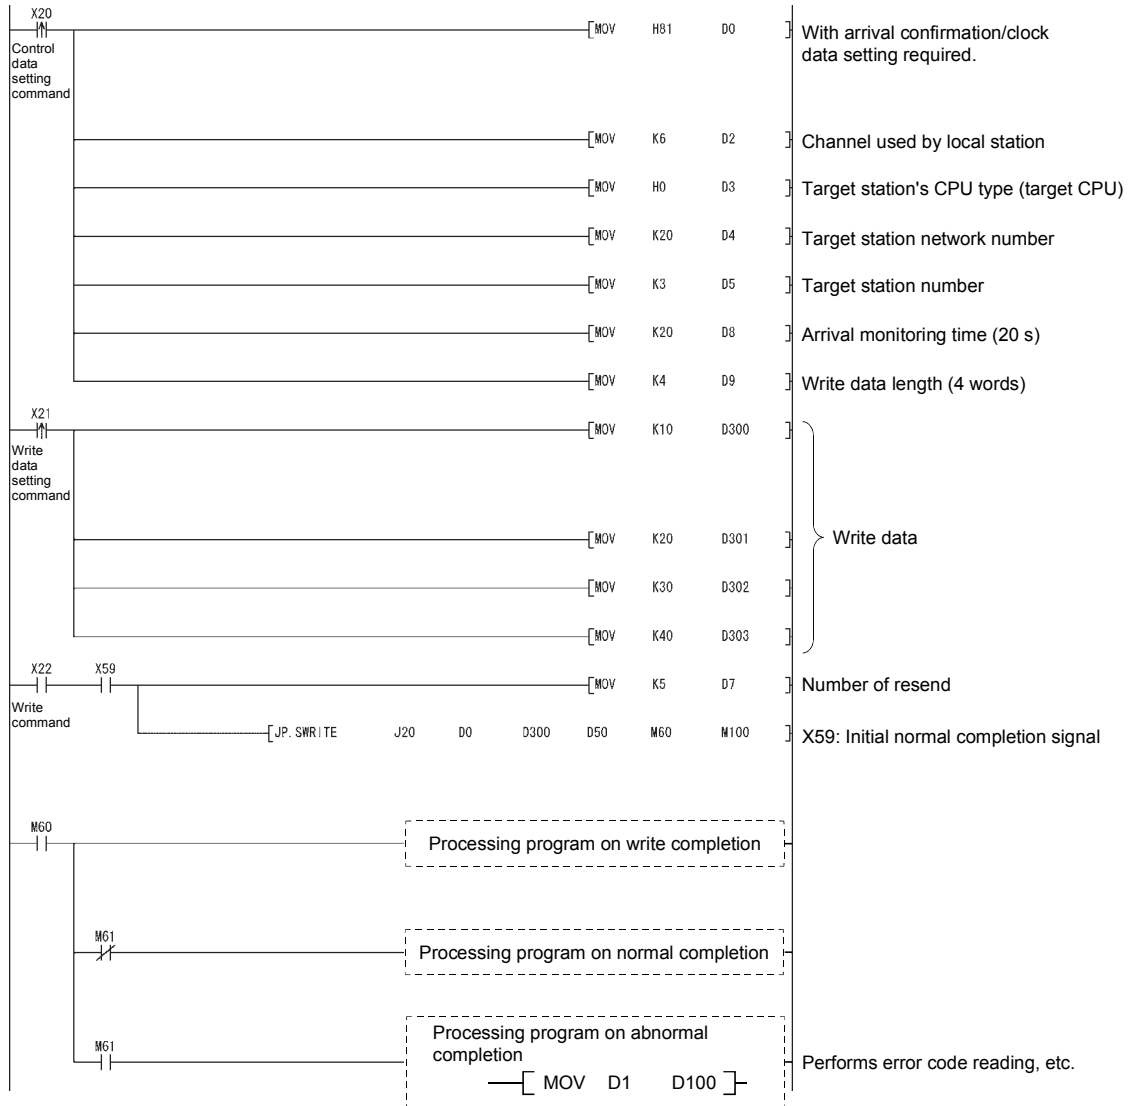 X20
MOV H81 D0
With arrival confirmation/clock
data setting required.
Control
data
setting
command
MOV K6 D2
Channel used by local station
MOV H0 D3
Target station's CPU type (target CPU)
MOV K20 D4
Target station network number
MOV K3 D5
Target station number
MOV K20 D8
Arrival monitoring time (20 s)
MOV K4 D9
Write data length (4 words)
X21
MOV K10 D300
Write
data
setting
command
MOV K20 D301
Write data
MOV K30 D302
MOV K40 D303
X22 X59
MOV K5 D7
Number of resend
Write
command
JP.SWRITE J20 D0 D300 D50 M60 M100
X59: Initial normal completion signal
M60
Processing program on write completion
M61
Processing program on normal completion
M61
Processing program on abnormal
completion
MOV D1 D100
Performs error code reading, etc.